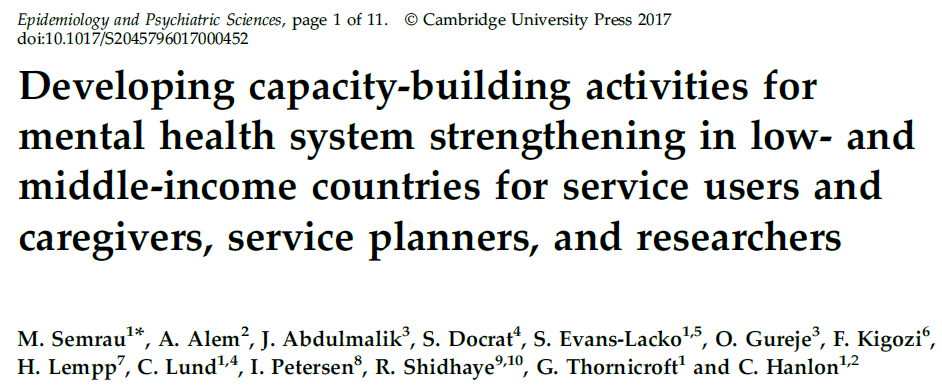 Epidemiology and Psychiatric Sciences, page 1 of 11. © Cambridge University Press 2017
doi:10.1017/S2045796017000452
Developing capacity-building activities for
mental health system strengthening in low- and
middle-income countries for service users and
caregivers, service planners, and researchers
M. Semrau1*, A. Alem2, J. Abdulmalik3, S. Docrat4, S. Evans-Lacko1,5, O. Gureje3, F. Kigozi6,
H. Lempp7, C. Lund1,4, I. Petersen8, R. Shidhaye9,10, G. Thornicroft1 and C. Hanlon1,2